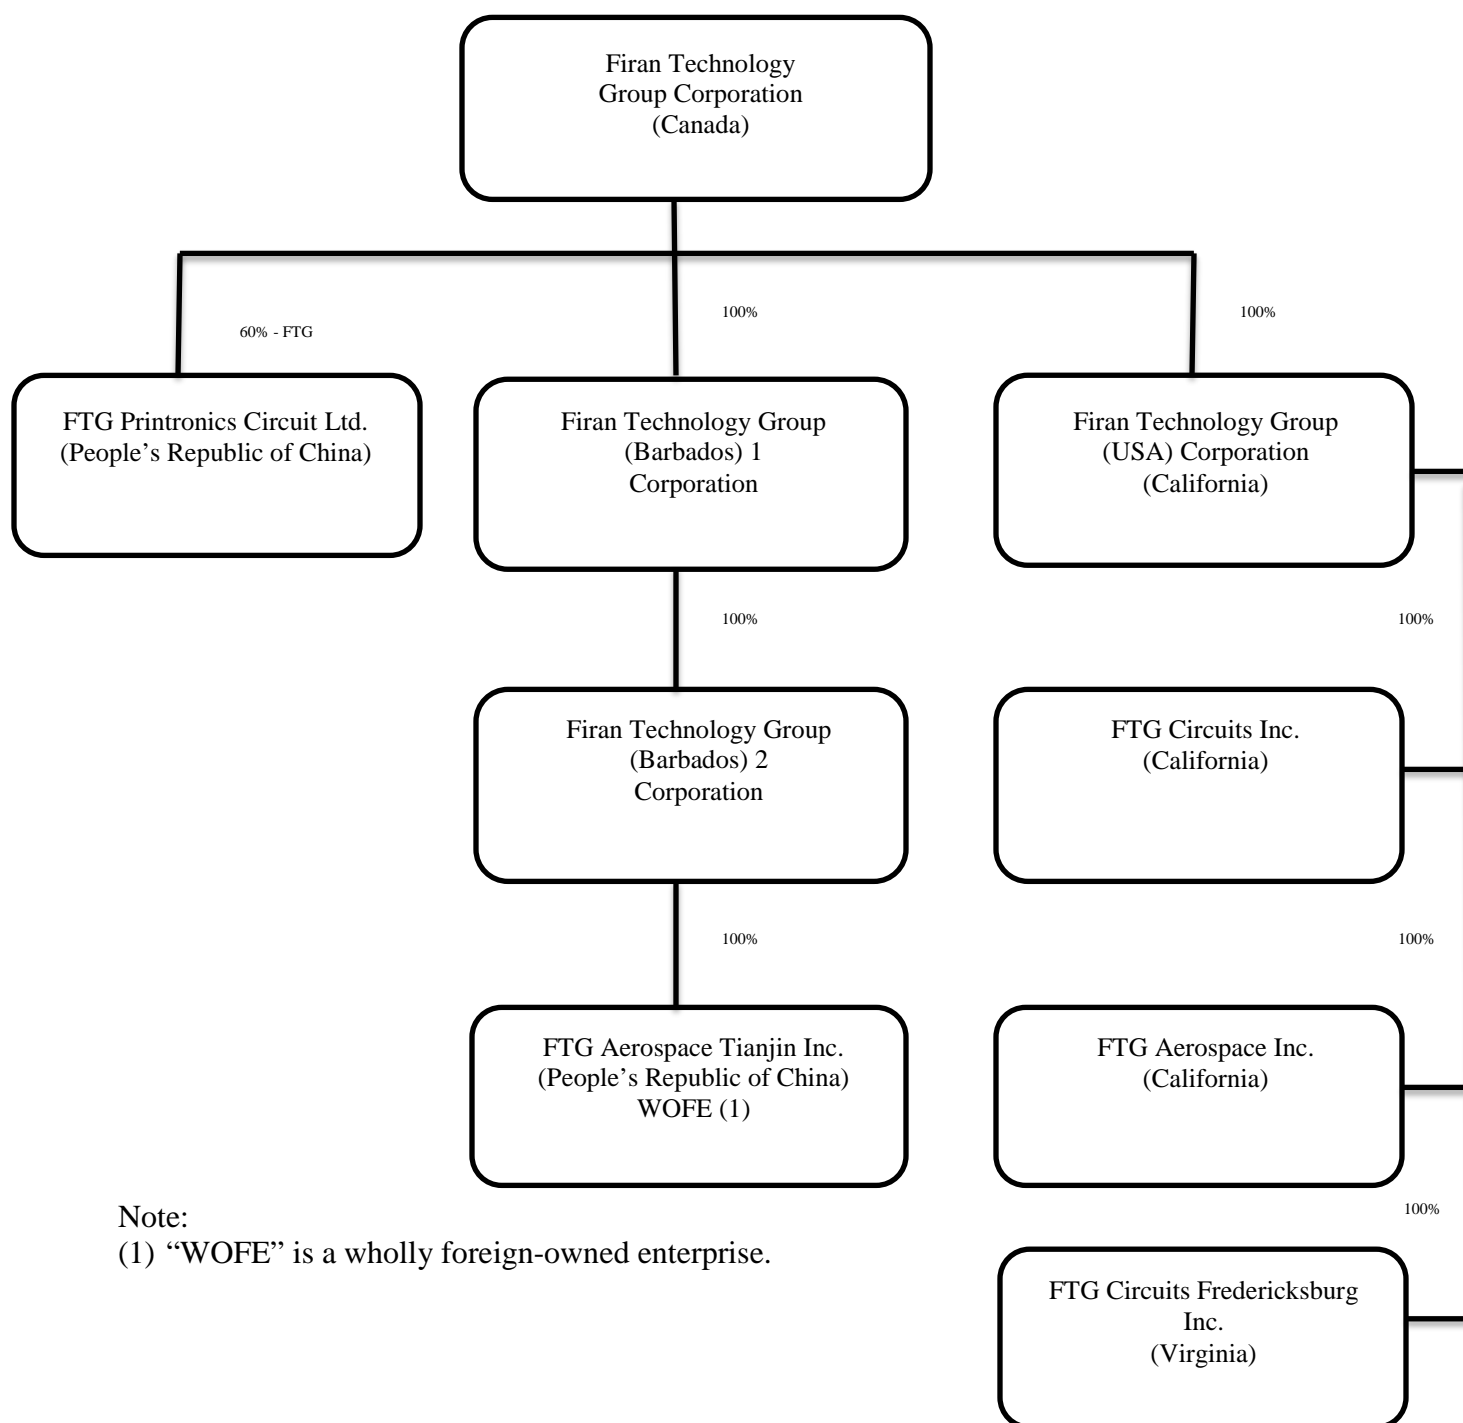 Firan Technology
Group Corporation
(Canada)
60% - FTG
100%
100%
FTG Printronics Circuit Ltd.
(People’s Republic of China)
Firan Technology Group
(Barbados) 1
Corporation
Firan Technology Group
(USA) Corporation
(California)
100%
100%
Firan Technology Group
(Barbados) 2
Corporation
FTG Circuits Inc.
(California)
100%
100%
FTG Aerospace Tianjin Inc.
(People’s Republic of China)
WOFE (1)
FTG Aerospace Inc.
(California)
100%
Note:
(1) “WOFE” is a wholly foreign-owned enterprise.
FTG Circuits Fredericksburg
Inc.
(Virginia)